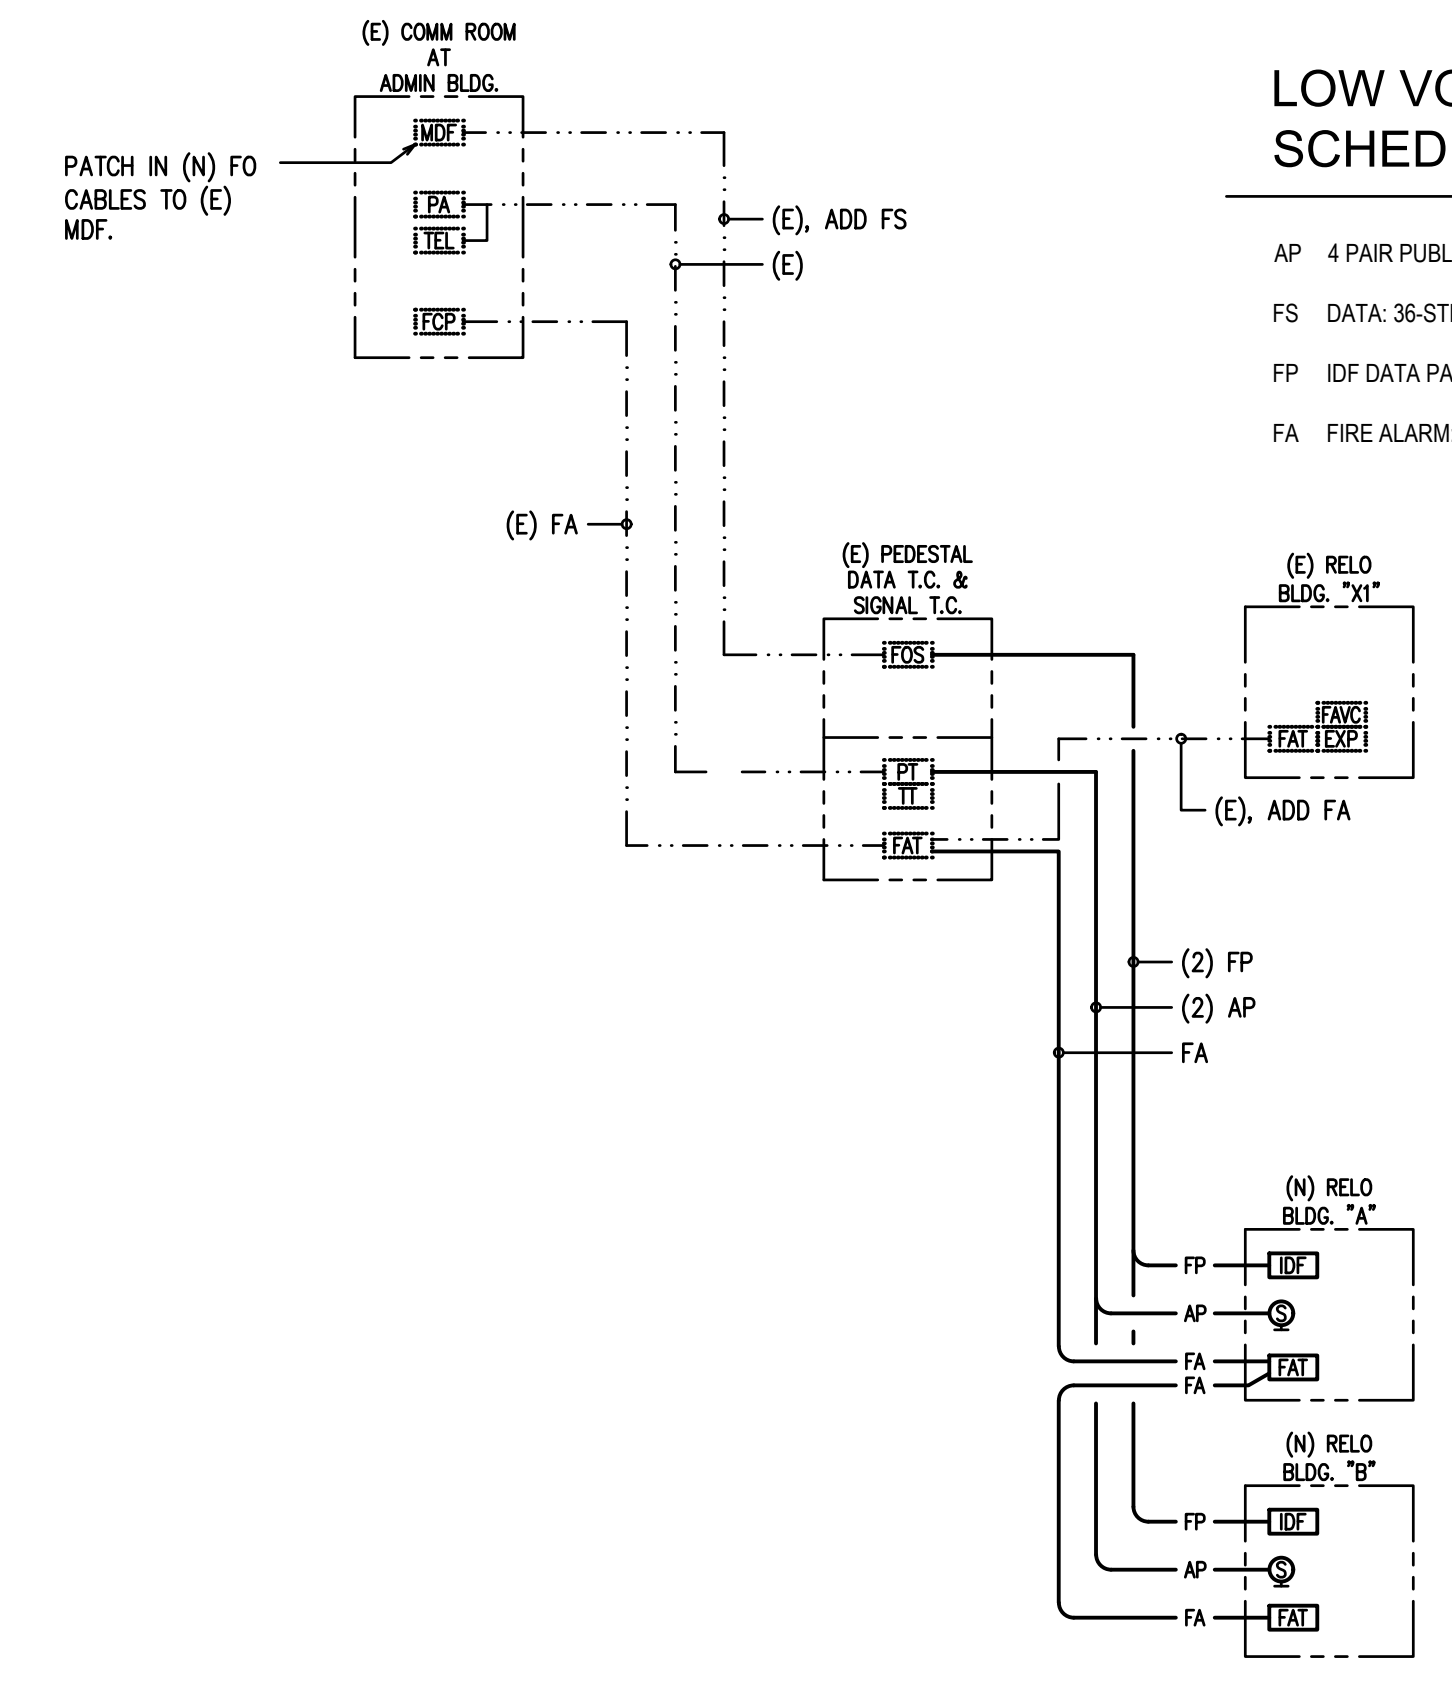 (E) COMM ROOM
AT
ADMIN BLDG.
MDF
PATCH IN (N) FO
CABLES TO (E)
MDF.
PA
TEL
FCP
(E), ADD FS
(E)
(E) FA
LOW VO
SCHED
AP 4 PAIR PUBL
FS DATA: 36-ST
FP IDF DATA PA
FA FIRE ALARM:
(E) PEDESTAL
DATA T.C. &
SIGNAL T.C.
FOS
PT
TT
FAT
(E) RELO
BLDG. "X1"
FAVC
FAT EXP
(E), ADD FA
(2) FP
(2) AP
FA
(N) RELO
BLDG. "A"
FP IDF
AP S
FA FAT
FA
(N) RELO
BLDG. "B"
FP IDF
AP S
FA FAT